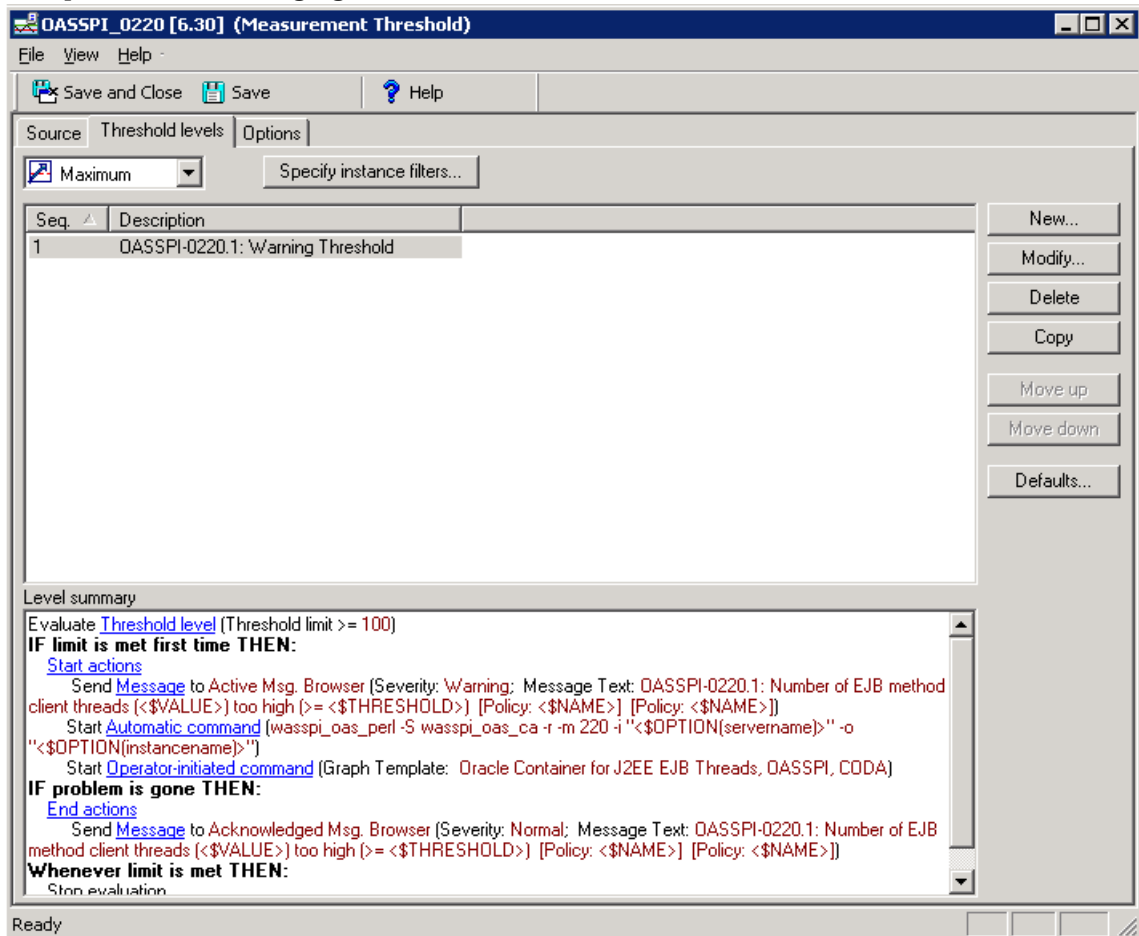 OASSPI_0220 [6.30] (Measurement Threshold)
File View Help
Save and Close Save Help
Source Threshold levels Options
Maximum Specify instance filters...
Seq. Description
1 OASSPI-0220.1: Warning Threshold
New...
Modify...
Delete
Copy
Move up
Move down
Defaults...
Level summary
Evaluate Threshold level (Threshold limit >= 100)
IF limit is met first time THEN:
Start actions
Send Message to Active Msg. Browser (Severity: Warning; Message Text: OASSPI-0220.1: Number of EJB method
client threads (<$VALUE>) too high (>= <$THRESHOLD>) [Policy: <$NAME>] [Policy: <$NAME>])
Start Automatic command (wasspi_oas_perl -S wasspi_oas_ca -r -m 220 -i "<$OPTION(servername)>" -o
"<$OPTION(instancename)>")
Start Operator-initiated command (Graph Template: Oracle Container for J2EE EJB Threads, OASSPI, CODA)
IF problem is gone THEN:
End actions
Send Message to Acknowledged Msg. Browser (Severity: Normal; Message Text: OASSPI-0220.1: Number of EJB
method client threads (<$VALUE>) too high (>= <$THRESHOLD>) [Policy: <$NAME>] [Policy: <$NAME>])
Whenever limit is met THEN:
Stop evaluation
Ready